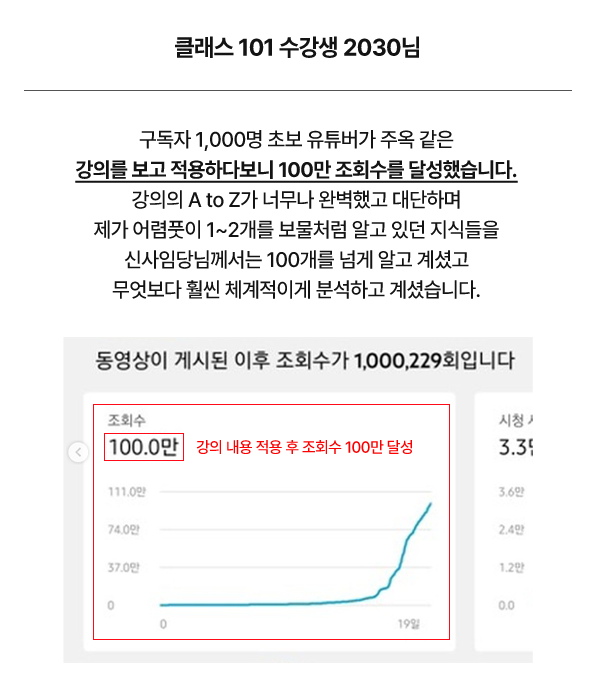 클래스 101 수강생 2030님
구독자 1,000명 초보 유튜버가 주옥 같은
강의를 보고 적용하다보니 100만 조회수를 달성했습니다.
강의의 A to Z가 너무나 완벽했고 대단하며
제가 어렴풋이 1~2개를 보물처럼 알고 있던 지식들을
신사임당님께서는 100개를 넘게 알고 계셨고
무엇보다 훨씬 체계적이게 분석하고 계셨습니다.
동영상이 게시된 이후 조회수가 1,000,229회입니다
조회수
100.0만
강의 내용 적용 후 조회수 100만 달성
111.0만
74.0만
37.0만
0
0
19일
시청 시
3.3만
3.6만
2.4만
1.2만
0.0